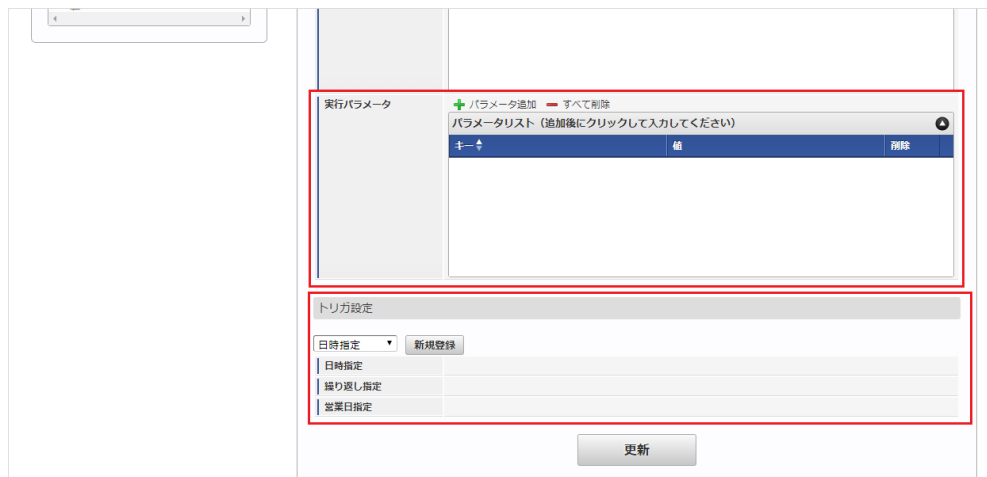 実行パラメータ
パラメータ追加 すべて削除
パラメータリスト（追加後にクリックして入力してください）
キー 値 削除
トリガ設定
日時指定 新規登録
日時指定
繰り返し指定
営業日指定
更新